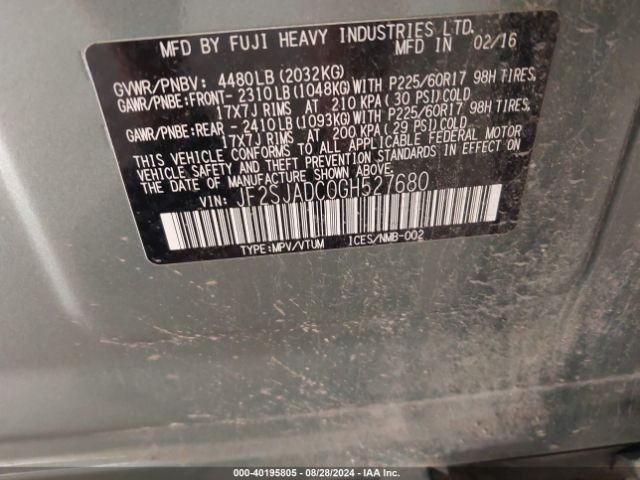 MFD BY FUJI HEAVY INDUSTRIES LTD.
MFD IN 02/16
GVWR/PNBV: 4480LB (2032KG)
GAWR/PNBE:FRONT- 2310LB(1048KG)WITH P225/60R17 98H TIRES,
17X7J RIMS AT 210 KPA (30 PSI)COLD
GAWR/PNBE:REAR - 2410LB(1093KG)WITH P225/60R17 98H TIRES,
17X7J RIMS AT 200 KPA (29 PSI)COLD
THIS VEHICLE CONFORMS TO ALL APPLICABLE FEDERAL MOTOR
VEHICLE SAFETY AND THEFT PREVENTION STANDARDS IN EFFECT ON
THE DATE OF MANUFACTURE SHOWN ABOVE.
VIN: JF2SJADC0GH527680
TYPE:MPV/VTUM ICES/NMB-002
000-40195805 - 08/28/2024 - IAA Inc.